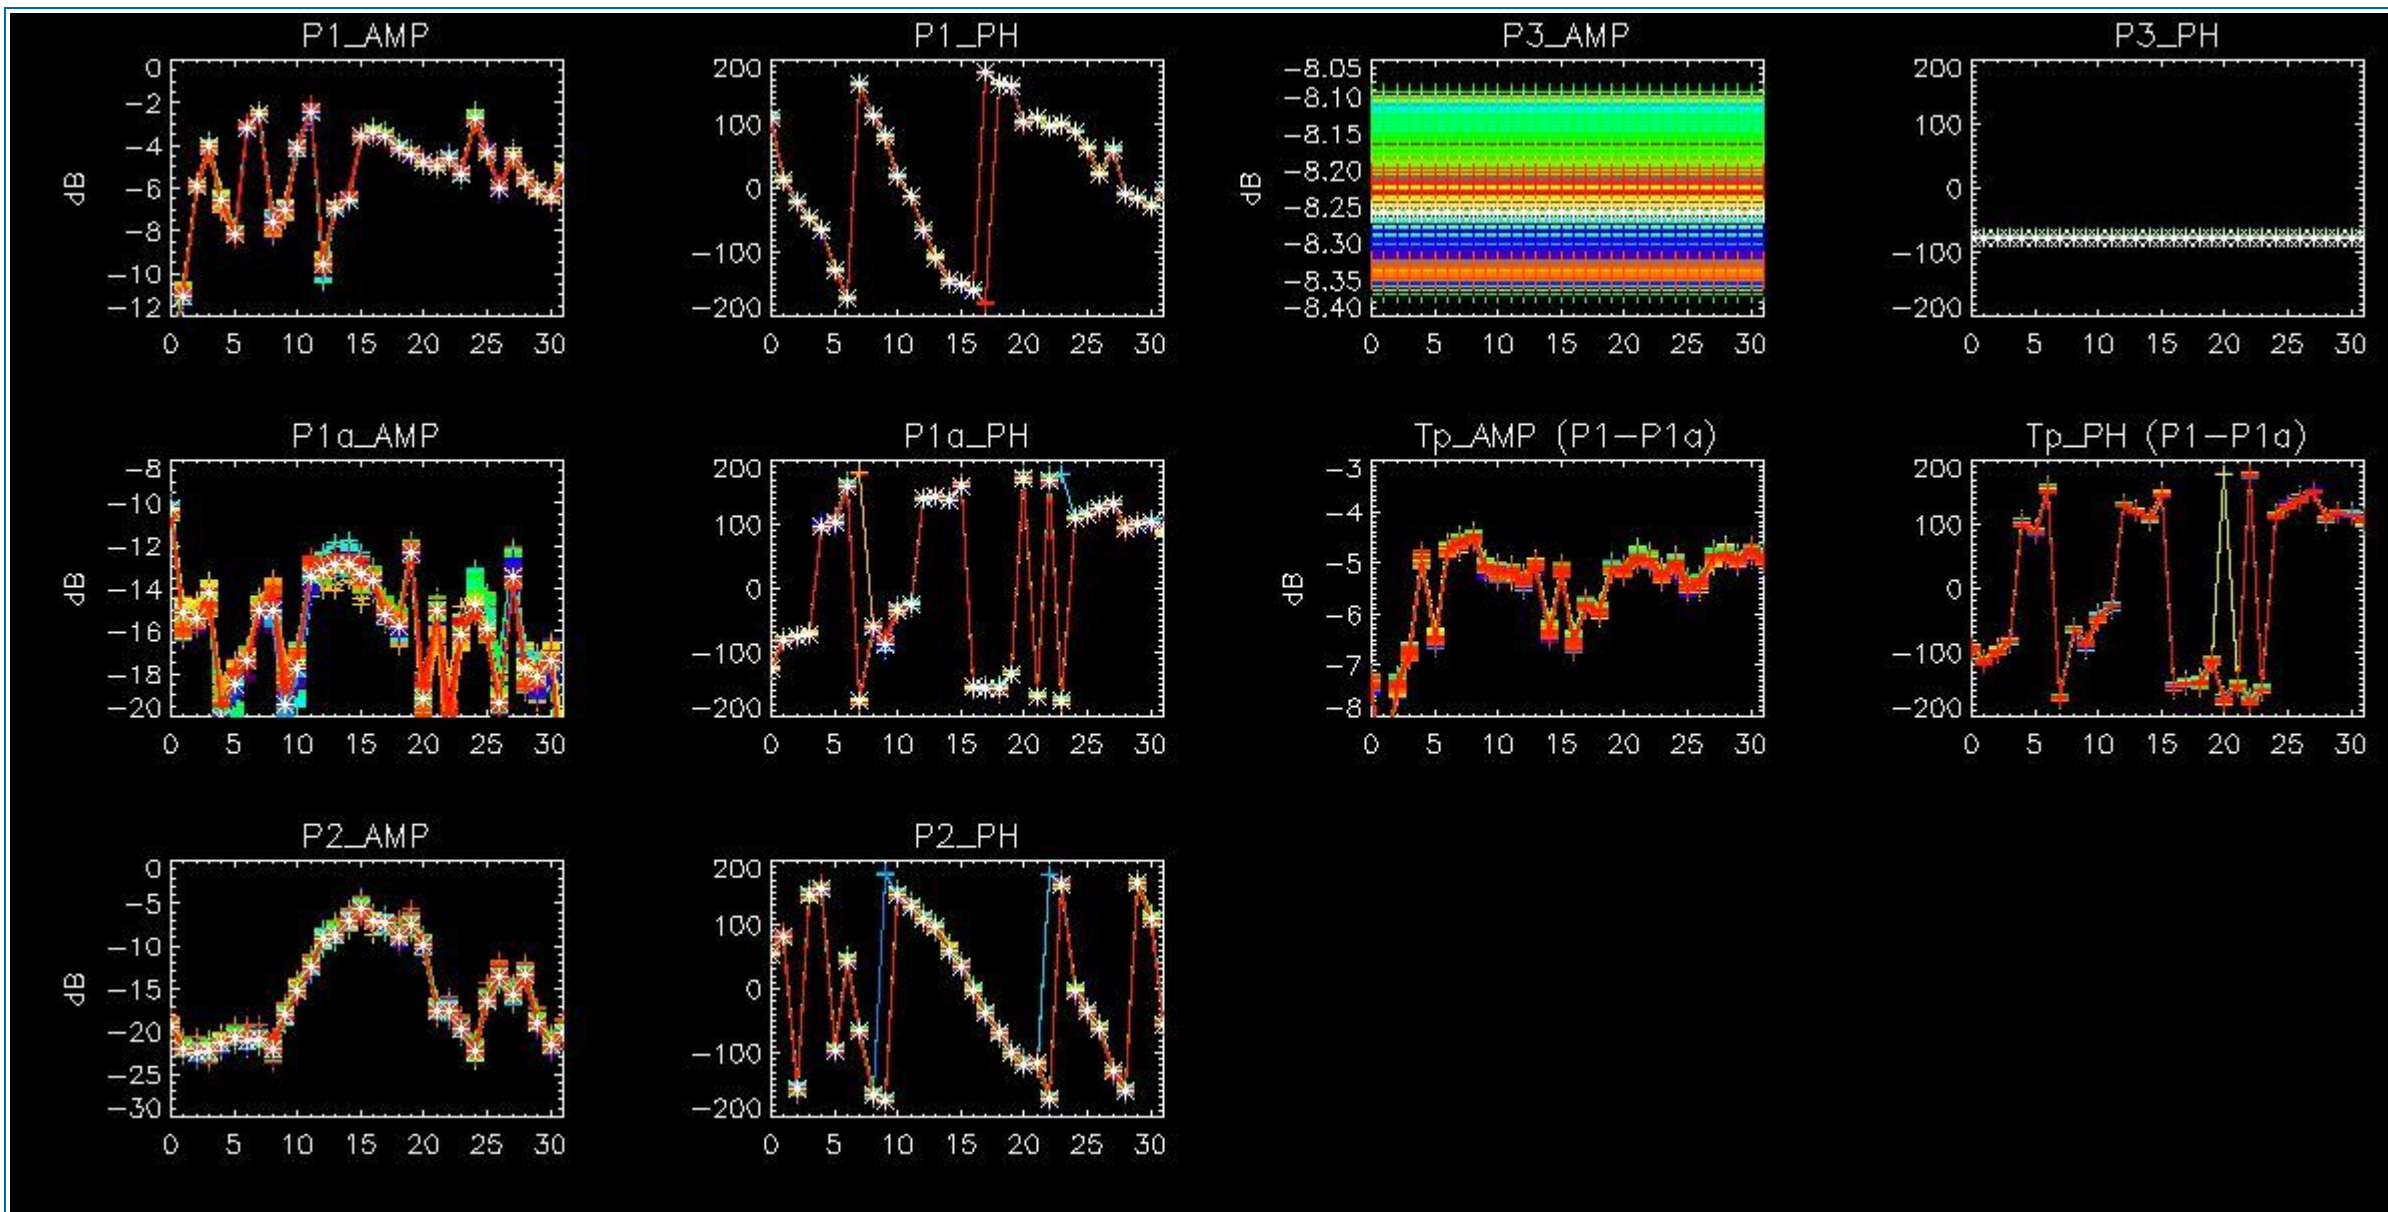 P1_AMP P1_PH P3_AMP P3_PH
0 200 -8.05 200
-2 100 -8.10 100
-4 0 -8.15 0
-6 -100 -8.20 -100
-8 -200 -8.25 -200
-10 -8.30
-12 -8.35
-8.40
dB dB
0 5 10 15 20 25 30 0 5 10 15 20 25 30 0 5 10 15 20 25 30 0 5 10 15 20 25 30
P1a_AMP P1a_PH Tp_AMP (P1-P1a) Tp_PH (P1-P1a)
-8 200 -3 200
-10 100 -4 100
-12 0 -5 0
-14 -100 -6 -100
-16 -200 -7 -200
-18 -8
-20
dB dB
0 5 10 15 20 25 30 0 5 10 15 20 25 30 0 5 10 15 20 25 30 0 5 10 15 20 25 30
P2_AMP P2_PH
0 200
-5 100
-10 0
-15 -100
-20 -200
-25
-30
dB
0 5 10 15 20 25 30 0 5 10 15 20 25 30